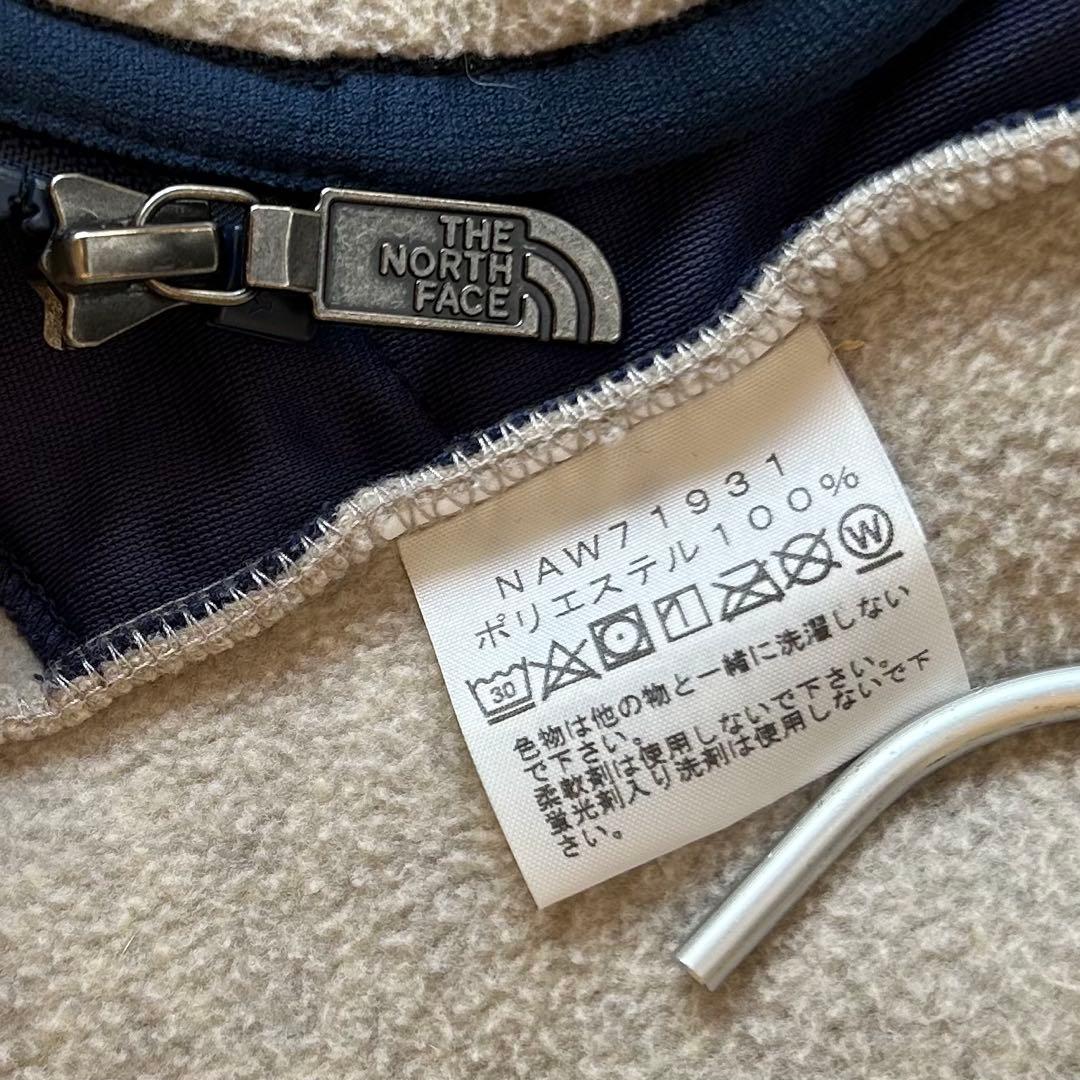 THE
NORTH
FACE
NAW71931
ポリエステル100%
30 W
色物は他の物と一緒に洗濯しない
で下さい。
柔軟剤は使用しないで下さい。
蛍光剤入り洗剤は使用しないで下
さい。